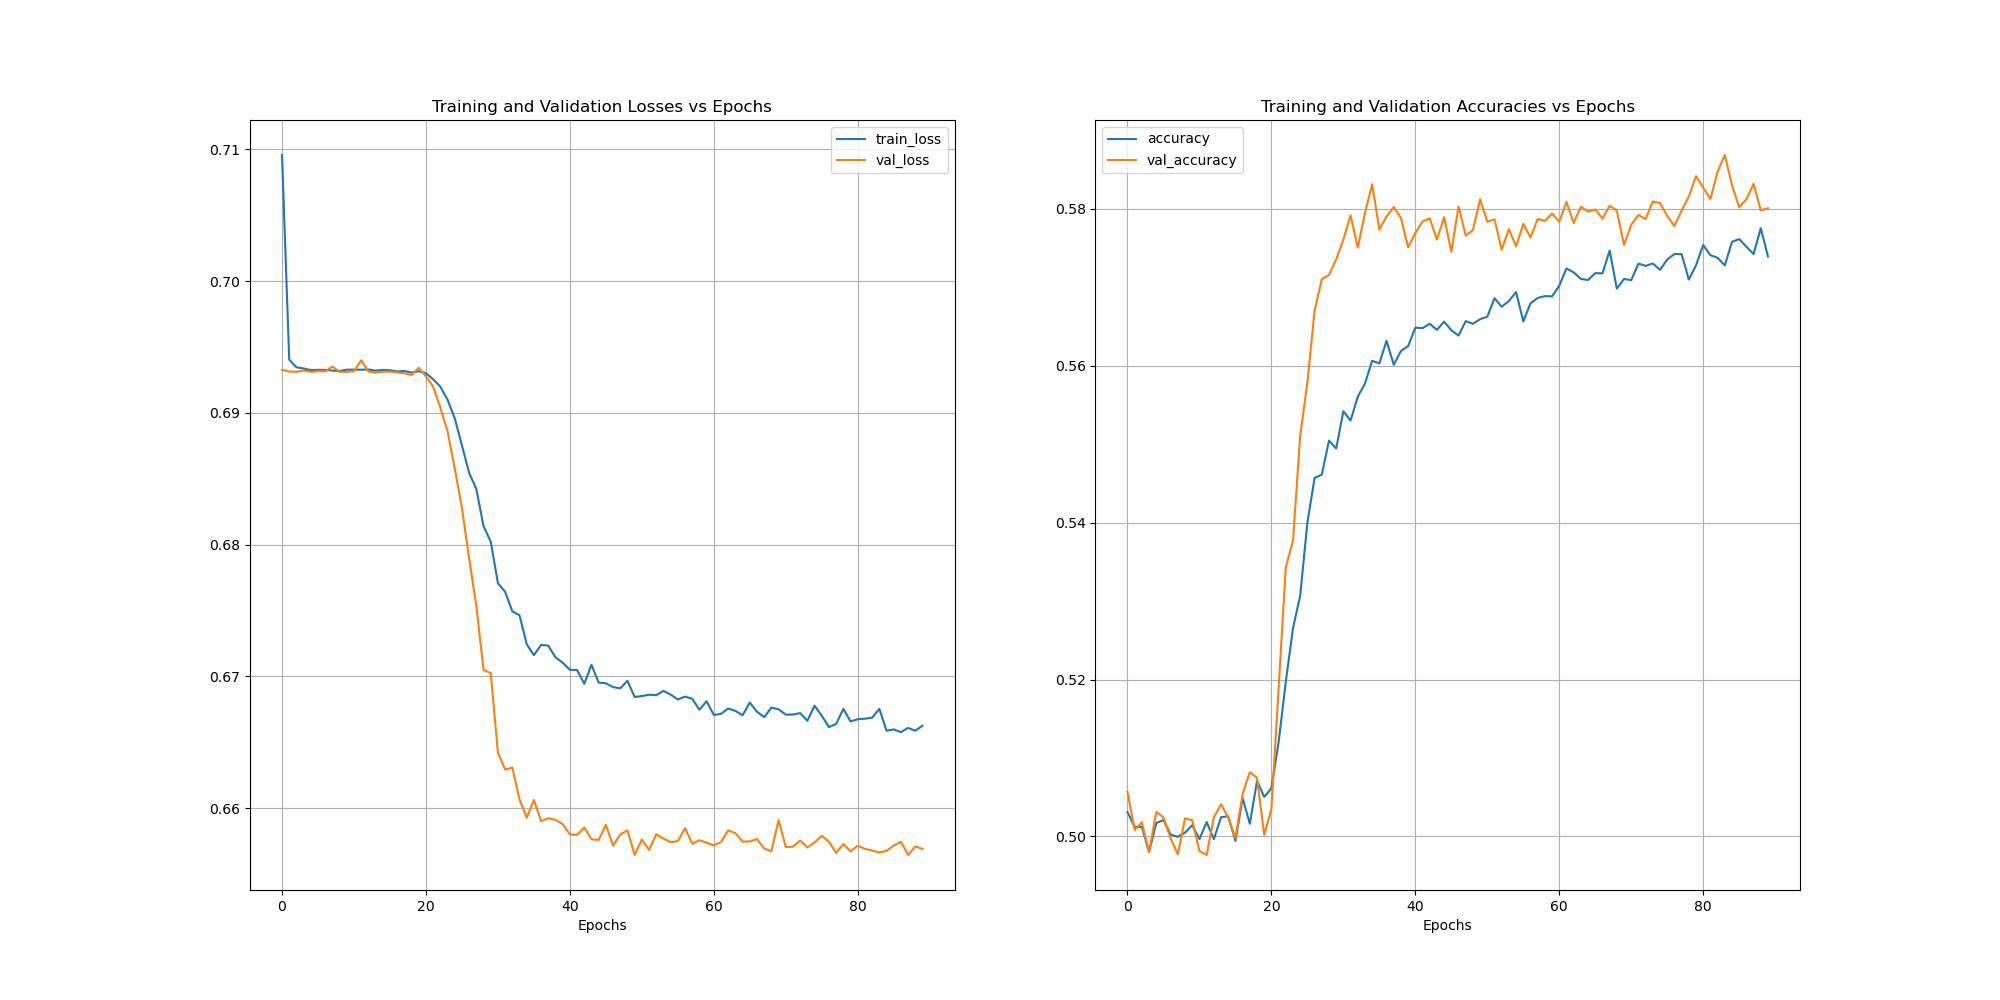 Training and Validation Losses vs Epochs
train_loss
val_loss
0.71
0.70
0.69
0.68
0.67
0.66
0 20 40 60 80
Epochs
Training and Validation Accuracies vs Epochs
accuracy
val_accuracy
0.58
0.56
0.54
0.52
0.50
0 20 40 60 80
Epochs